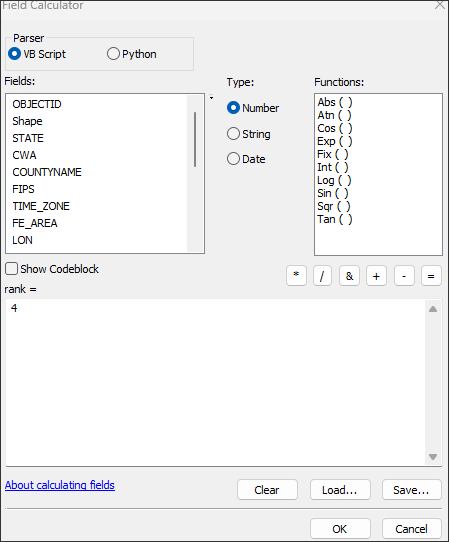 Field Calculator
Parser
VB Script
Python
Fields:
Type:
Functions:
OBJECTID
Shape
STATE
CWA
COUNTYNAME
FIPS
TIME_ZONE
FE_AREA
LON
Number
String
Date
Abs ( )
Atn ( )
Cos ( )
Exp ( )
Fix ( )
Int ( )
Log ( )
Sin ( )
Sqr ( )
Tan ( )
Show Codeblock
* / & + - =
rank =
4
About calculating fields
Clear
Load...
Save...
OK
Cancel